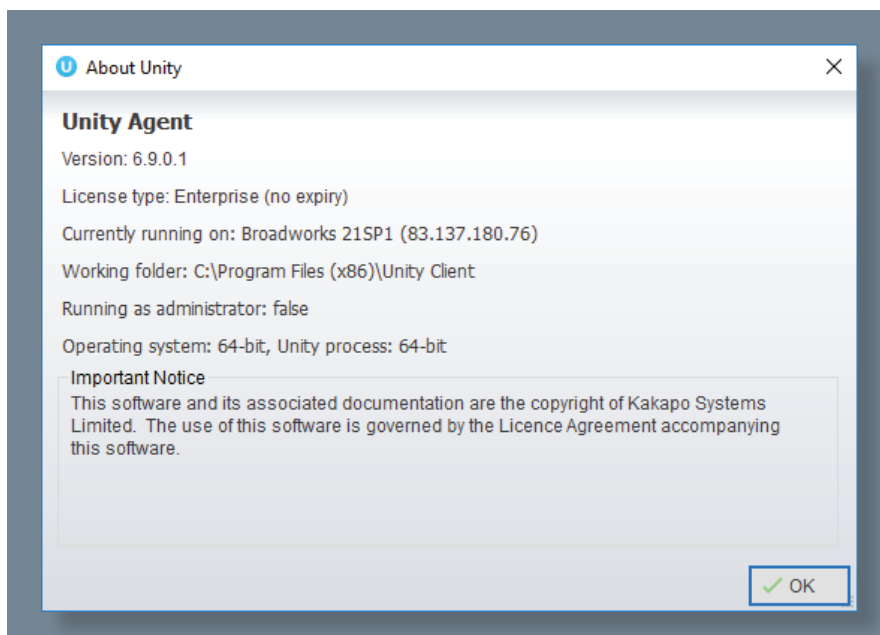 U About Unity
Unity Agent
Version: 6.9.0.1
License type: Enterprise (no expiry)
Currently running on: Broadworks 21SP1 (83.137.180.76)
Working folder: C:\Program Files (x86)\Unity Client
Running as administrator: false
Operating system: 64-bit, Unity process: 64-bit
Important Notice
This software and its associated documentation are the copyright of Kakapo Systems
Limited.  The use of this software is governed by the Licence Agreement accompanying
this software.
OK